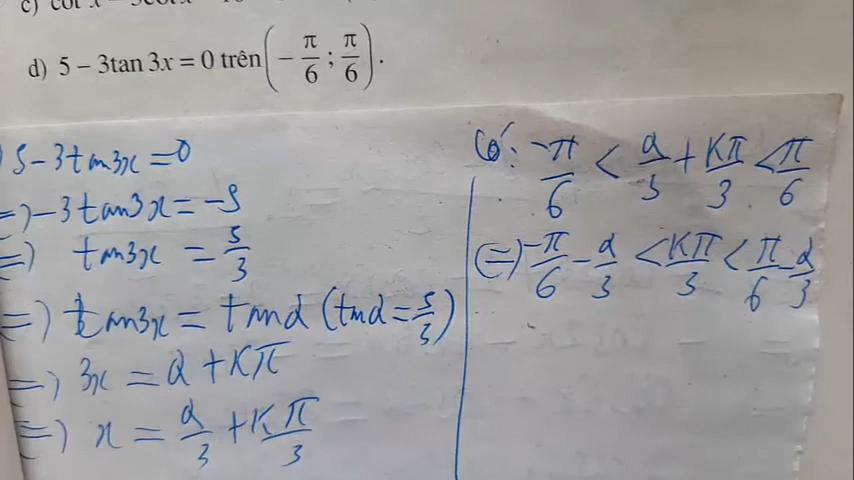 c) cot
d) 5 – 3tan 3x = 0 trên (– π/6 ; π/6).
) 5 - 3tan3x = 0
⇔) -3tan3x = -5
⇔) tan3x = 5/3
⇔) tan3x = tanα (tanα = 5/3)
⇔) 3x = α + Kπ
⇔) x = α/3 + Kπ/3
Có: -π/6 < α/3 + Kπ/3 < π/6
(⇔) -π/6 - α/3 < Kπ/3 < π/6 - α/3